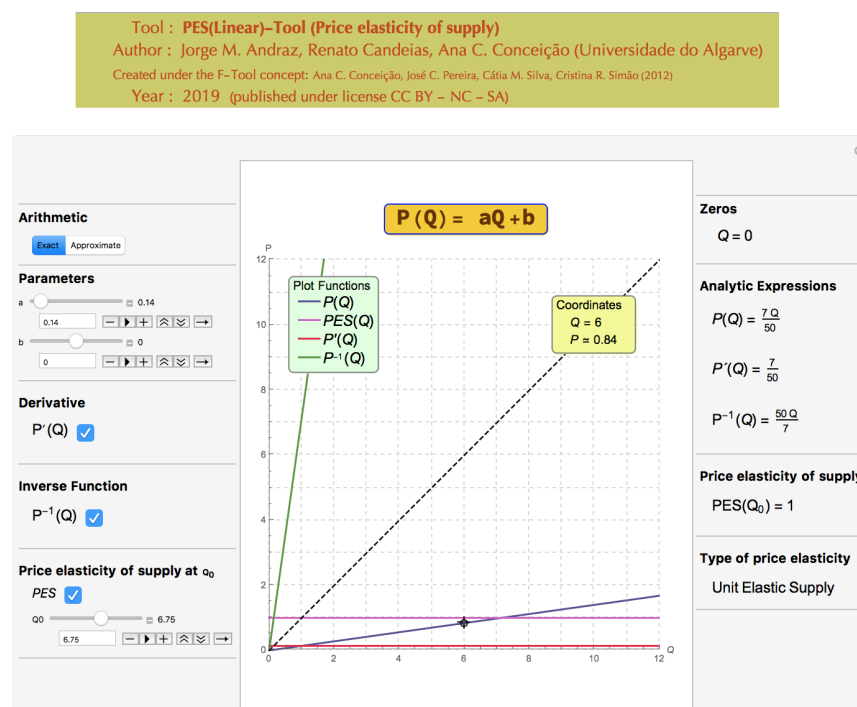 Tool : PES(Linear)–Tool (Price elasticity of supply)
Author : Jorge M. Andraz, Renato Candeias, Ana C. Conceição (Universidade do Algarve)
Created under the F–Tool concept: Ana C. Conceição, José C. Pereira, Cátia M. Silva, Cristina R. Simão (2012)
Year : 2019 (published under license CC BY – NC – SA)
Arithmetic
Exact Approximate
Parameters
a 0.14
0.14
b 0
0
Derivative
P′(Q)
Inverse Function
P⁻¹(Q)
Price elasticity of supply at Q₀
PES
Q0 6.75
6.75
P(Q) = aQ+b
P
12
10
8
6
4
2
0
0 2 4 6 8 10 12 Q
Plot Functions
P(Q)
PES(Q)
P'(Q)
P⁻¹(Q)
Coordinates
Q = 6
P ≃ 0.84
Zeros
Q = 0
Analytic Expressions
P(Q) = 7 Q/50
P´(Q) = 7/50
P⁻¹(Q) = 50 Q/7
Price elasticity of supply
PES(Q₀) = 1
Type of price elasticity
Unit Elastic Supply